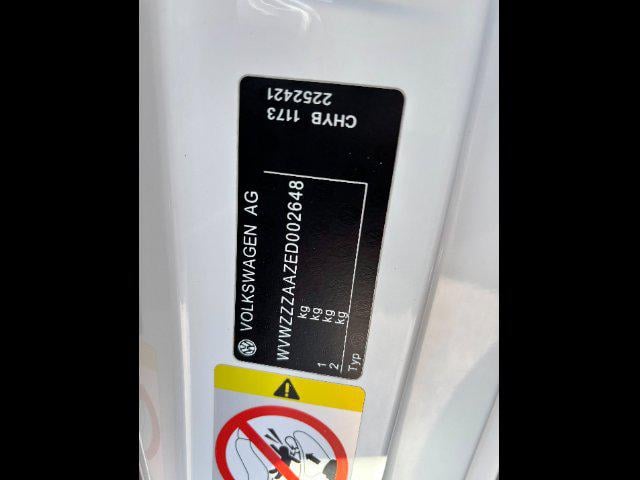 VOLKSWAGEN AG
WVWZZZAAZED002648
kg
kg
1 kg
2 kg
Typ
CHYB 1173
2252421